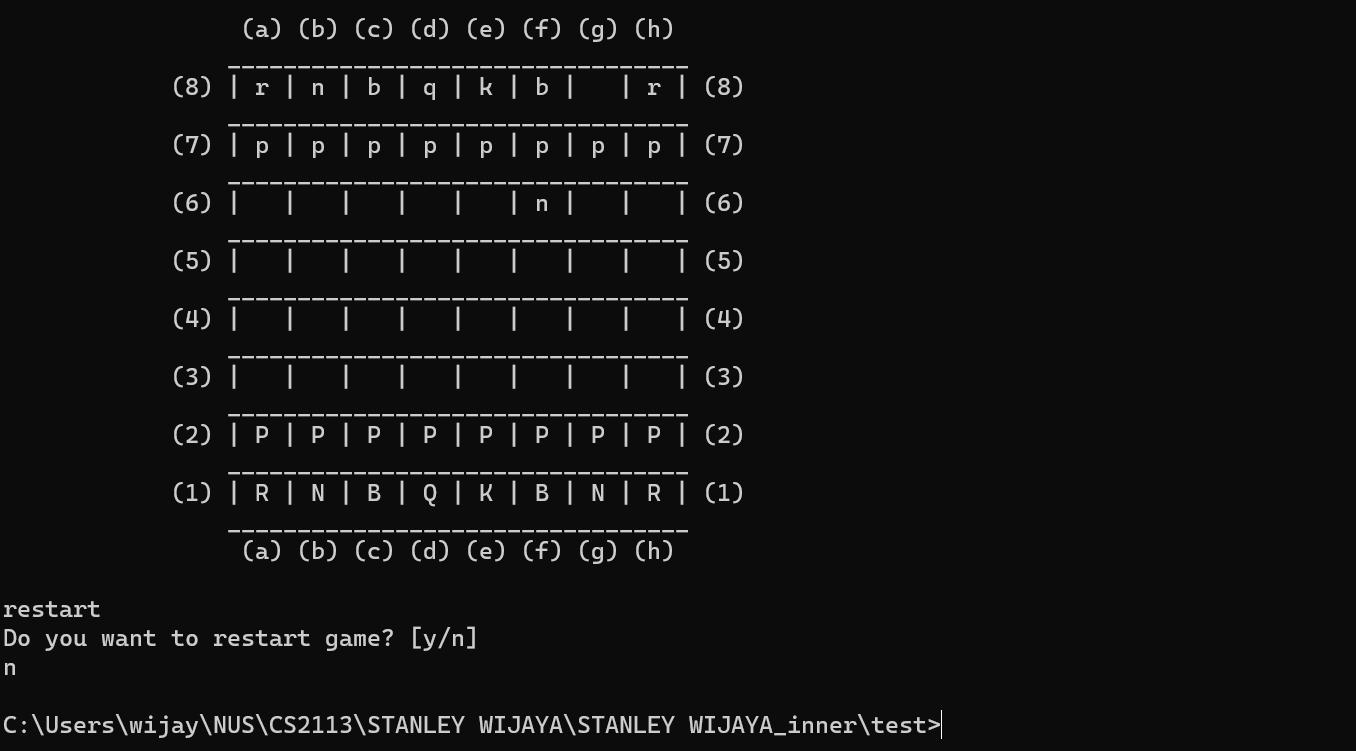 (a) (b) (c) (d) (e) (f) (g) (h)
_________________________________
(8) | r | n | b | q | k | b |   | r | (8)
_________________________________
(7) | p | p | p | p | p | p | p | p | (7)
_________________________________
(6) |   |   |   |   |   | n |   |   | (6)
_________________________________
(5) |   |   |   |   |   |   |   |   | (5)
_________________________________
(4) |   |   |   |   |   |   |   |   | (4)
_________________________________
(3) |   |   |   |   |   |   |   |   | (3)
_________________________________
(2) | P | P | P | P | P | P | P | P | (2)
_________________________________
(1) | R | N | B | Q | K | B | N | R | (1)
_________________________________
(a) (b) (c) (d) (e) (f) (g) (h)
restart
Do you want to restart game? [y/n]
n
C:\Users\wijay\NUS\CS2113\STANLEY WIJAYA\STANLEY WIJAYA_inner\test>